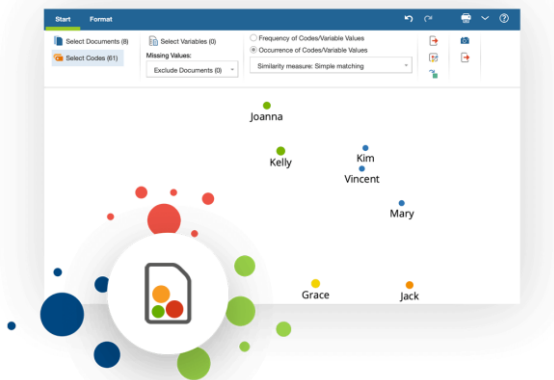 Start Format
Select Documents (8)
Select Variables (0)
Frequency of Codes/Variable Values
Occurrence of Codes/Variable Values
Select Codes (61)
Missing Values:
Exclude Documents (0)
Similarity measure: Simple matching
Joanna
Kelly
Kim
Vincent
Mary
Grace
Jack